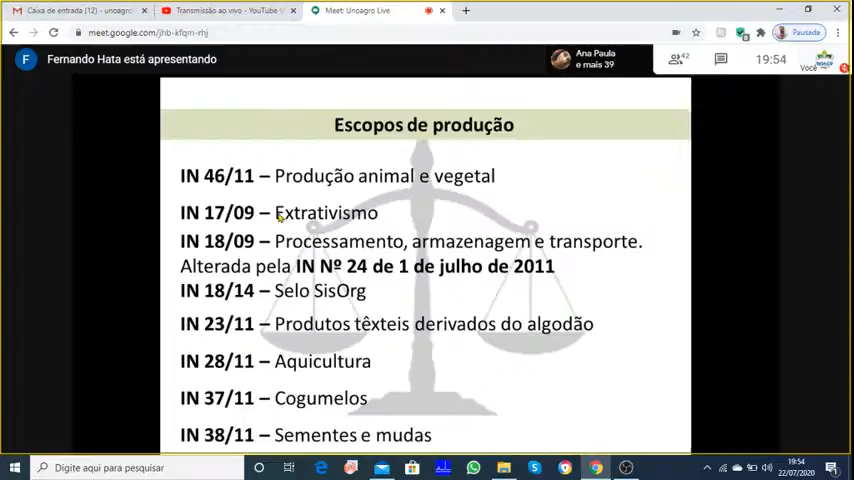 Caixa de entrada (12) - unoagro
Transmissão ao vivo - YouTube S
Meet: Unoagro Live
meet.google.com/jhb-kfqm-rhj
Pausada
F
Fernando Hata está apresentando
Ana Paula
e mais 39
42
19:54
Você
Escopos de produção
IN 46/11 – Produção animal e vegetal
IN 17/09 – Extrativismo
IN 18/09 – Processamento, armazenagem e transporte.
Alterada pela IN Nº 24 de 1 de julho de 2011
IN 18/14 – Selo SisOrg
IN 23/11 – Produtos têxteis derivados do algodão
IN 28/11 – Aquicultura
IN 37/11 – Cogumelos
IN 38/11 – Sementes e mudas
Digite aqui para pesquisar
19:54
22/07/2020